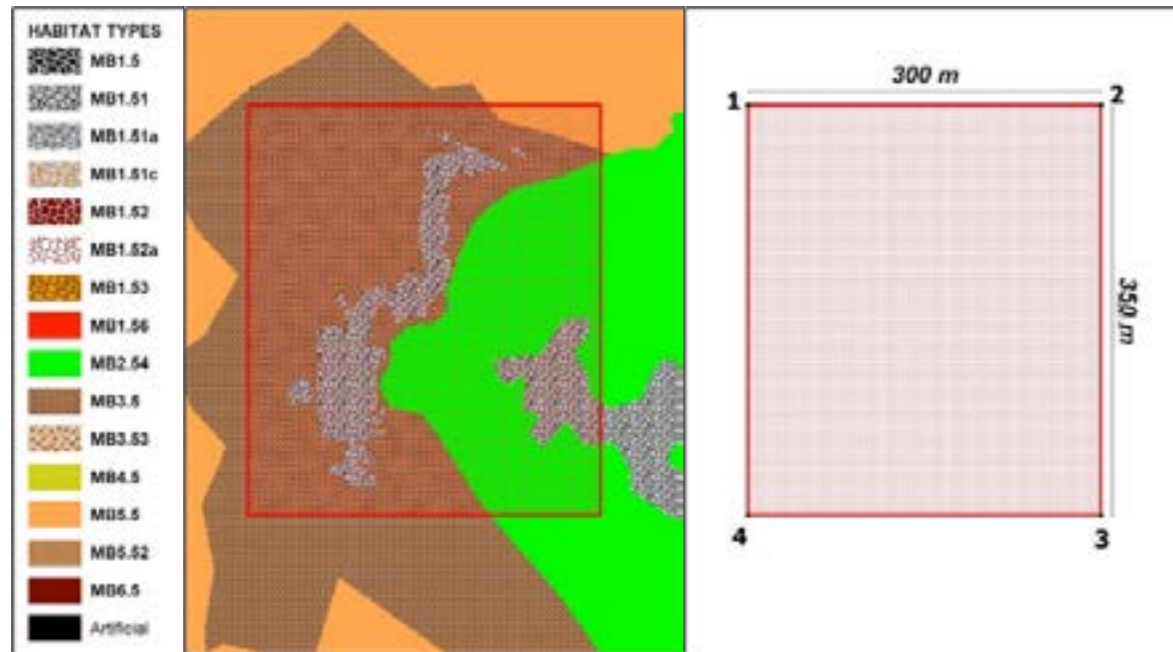 HABITAT TYPES
MB1.5
MB1.51
MB1.51a
MB1.51c
MB1.52
MB1.52a
MB1.53
MB1.56
MB2.54
MB3.5
MB3.53
MB4.5
MB5.5
MB5.52
MB6.5
Artificial
300 m
1
2
350 m
4
3